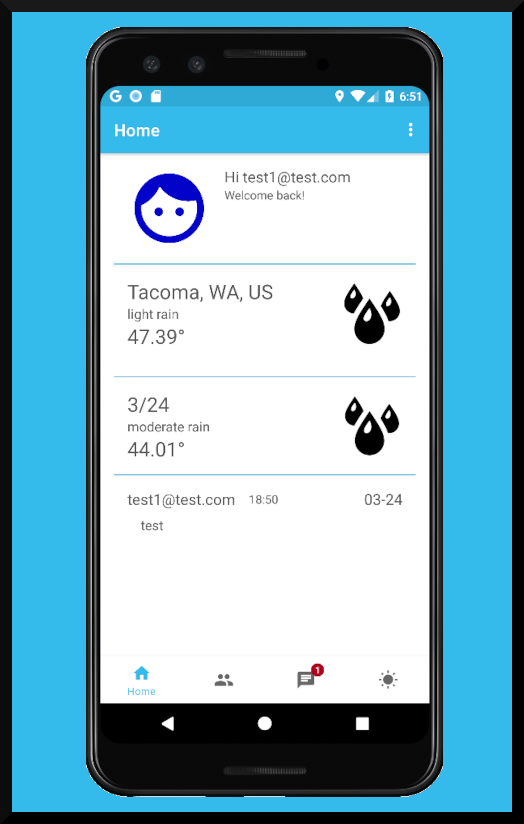 6:51
Home
Hi test1@test.com
Welcome back!
Tacoma, WA, US
light rain
47.39°
3/24
moderate rain
44.01°
test1@test.com 18:50 03-24
test
1
Home